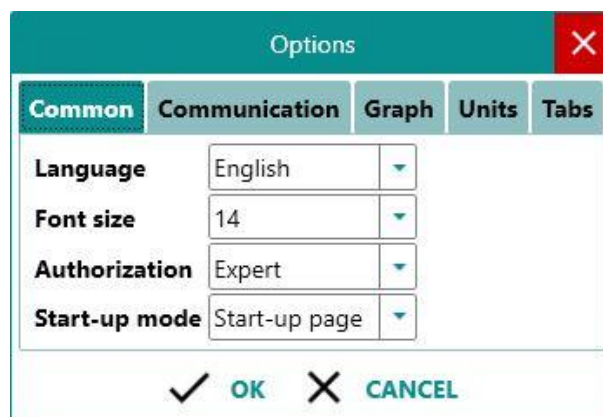 Options
Common Communication Graph Units Tabs
Language English
Font size 14
Authorization Expert
Start-up mode Start-up page
OK CANCEL